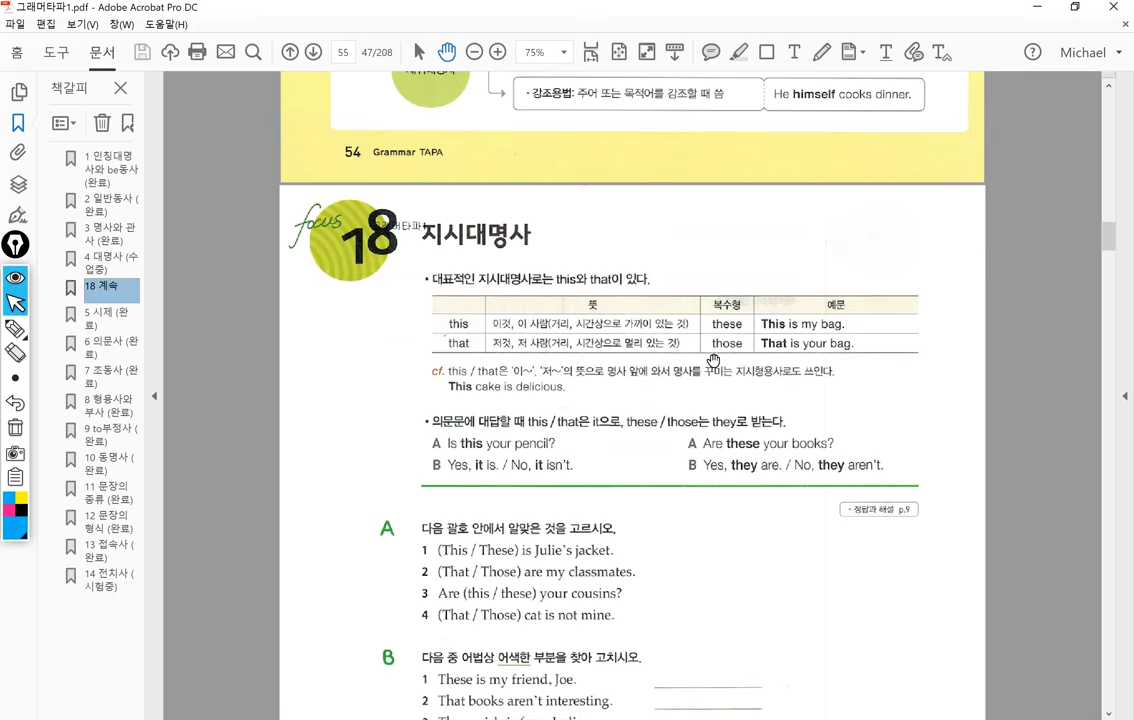 그래머타파1.pdf - Adobe Acrobat Pro DC
파일 편집 보기(V) 창(W) 도움말(H)
홈 도구 문서 55 47/208 75% Michael
책갈피
1 인칭대명
사와 be동사
(완료)
2 일반동사 (
완료)
3 명사와 관
사 (완료)
4 대명사 (수
업중)
18 계속
5 시제 (완
료)
6 의문사 (완
료)
7 조동사 (완
료)
8 형용사와
부사 (완료)
9 to부정사 (
완료)
10 동명사 (
완료)
11 문장의
종류 (완료)
12 문장의
형식 (완료)
13 접속사 (
완료)
14 전치사 (
시험중)
· 강조용법: 주어 또는 목적어를 강조할 때 씀 He himself cooks dinner.
54 Grammar TAPA
focus 18 지시대명사
• 대표적인 지시대명사로는 this와 that이 있다.
뜻 복수형 예문
this 이것, 이 사람(거리, 시간상으로 가까이 있는 것) these This is my bag.
that 저것, 저 사람(거리, 시간상으로 멀리 있는 것) those That is your bag.
cf. this / that은 '이~', '저~'의 뜻으로 명사 앞에 와서 명사를 꾸미는 지시형용사로도 쓰인다.
This cake is delicious.
• 의문문에 대답할 때 this / that은 it으로, these / those는 they로 받는다.
A Is this your pencil? A Are these your books?
B Yes, it is. / No, it isn't. B Yes, they are. / No, they aren't.
• 정답과 해설 p.9
A 다음 괄호 안에서 알맞은 것을 고르시오.
1 (This / These) is Julie's jacket.
2 (That / Those) are my classmates.
3 Are (this / these) your cousins?
4 (That / Those) cat is not mine.
B 다음 중 어법상 어색한 부분을 찾아 고치시오.
1 These is my friend, Joe.
2 That books aren't interesting.